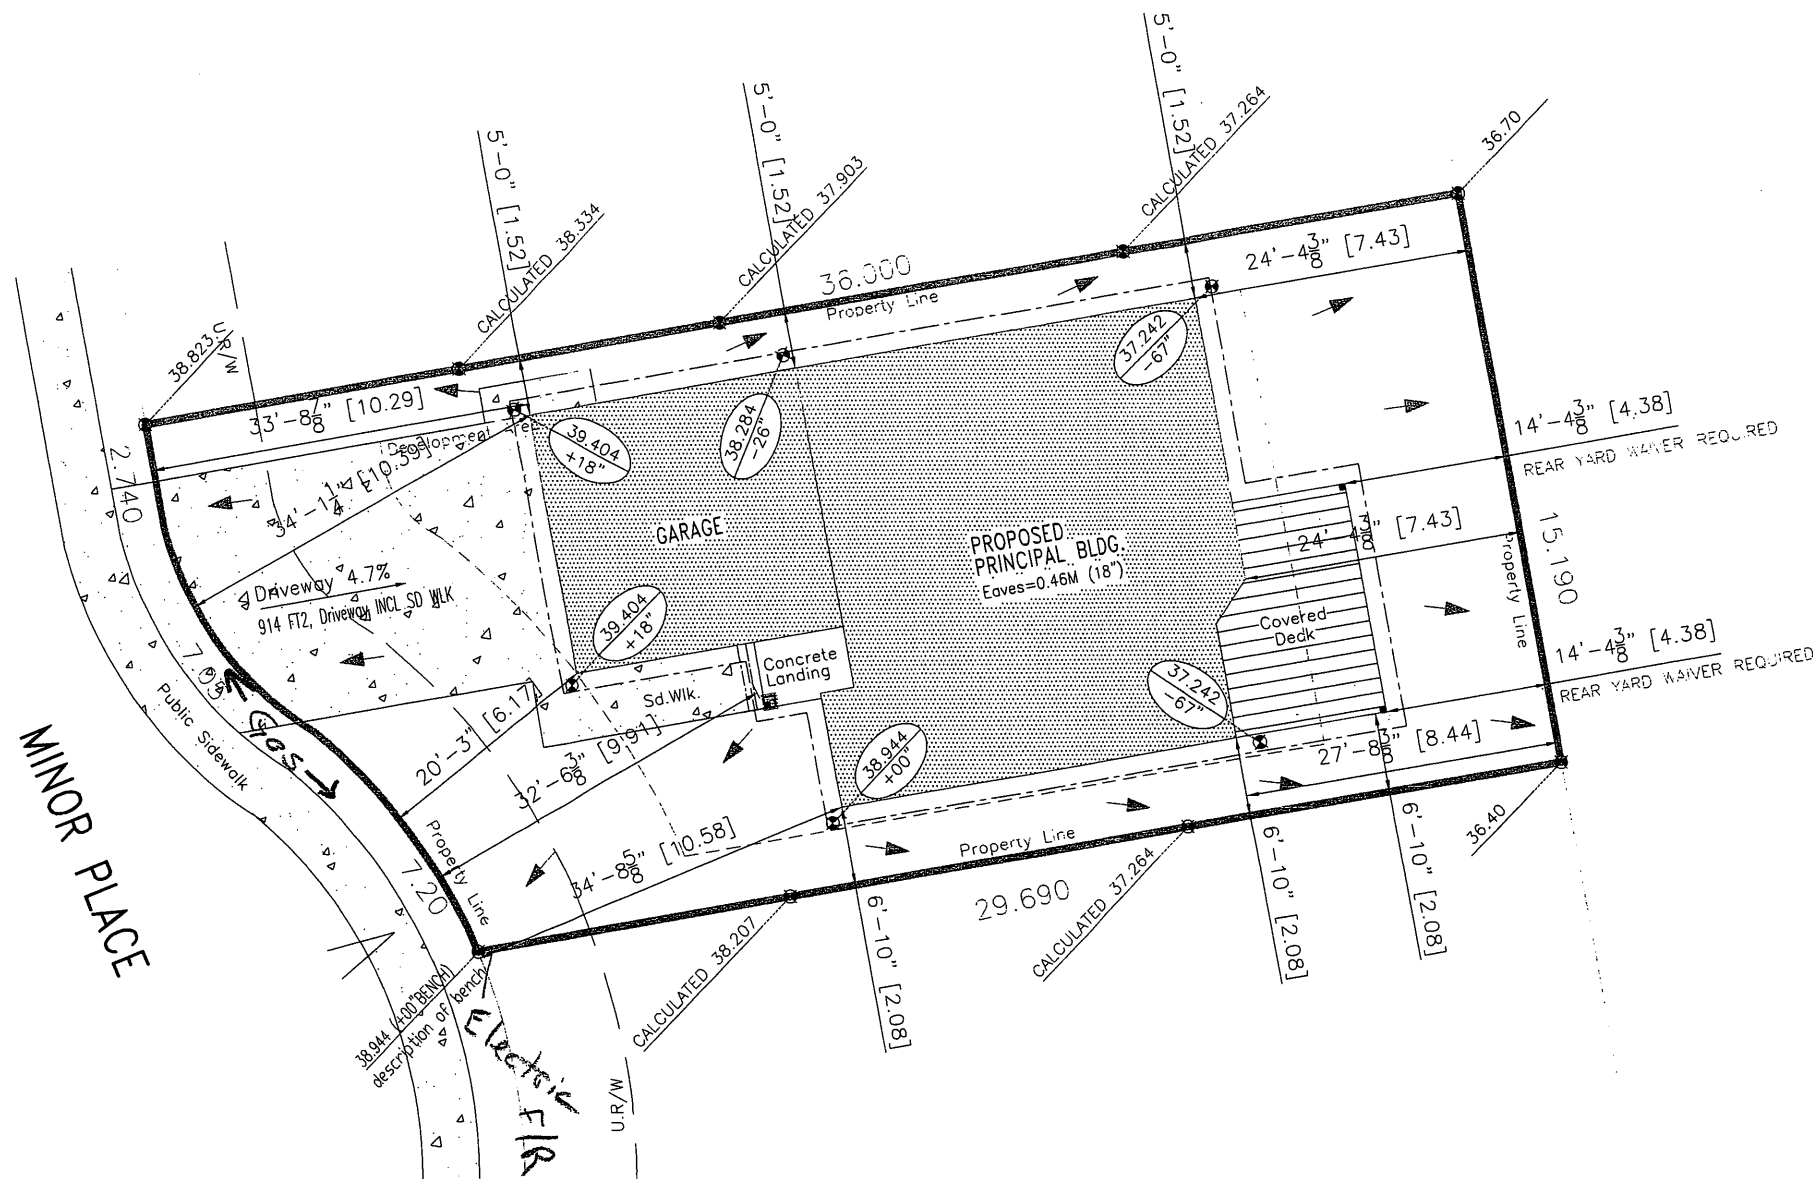 5'-0" [1.52]
5'-0" [1.52]
5'-0" [1.52]
CALCULATED 37.264
36.70
CALCULATED 37.903
CALCULATED 38.334
38.823
U.R/W
36.000
Property Line
24'-4 3/8" [7.43]
33'-8 7/8" [10.29]
37.242
-67"
38.284
-26"
39.404
+18"
14'-4 3/8" [4.38]
REAR YARD WAIVER REQUIRED
2.740
34'-1 1/4" [10.39]
GARAGE
PROPOSED
PRINCIPAL BLDG.
Eaves=0.46M (18")
24'-4 3/8" [7.43]
Property Line
15.190
Driveway 4.7%
914 FT2, Driveway INCL SD WLK
39.404
+18"
Covered
Deck
14'-4 3/8" [4.38]
REAR YARD WAIVER REQUIRED
Concrete
Landing
Sd.Wlk.
37.242
-67"
Public Sidewalk
Gas
20'-3" [6.17]
32'-6 3/8" [9.91]
38.944
+00"
27'-8 3/8" [8.44]
MINOR PLACE
Property Line
7.20
34'-8 5/8" [10.58]
Property Line
29.690
36.40
6'-10" [2.08]
6'-10" [2.08]
6'-10" [2.08]
CALCULATED 37.264
CALCULATED 38.207
38.944 (+00"BENCH)
description of bench
Electric
F/R
U.R/W